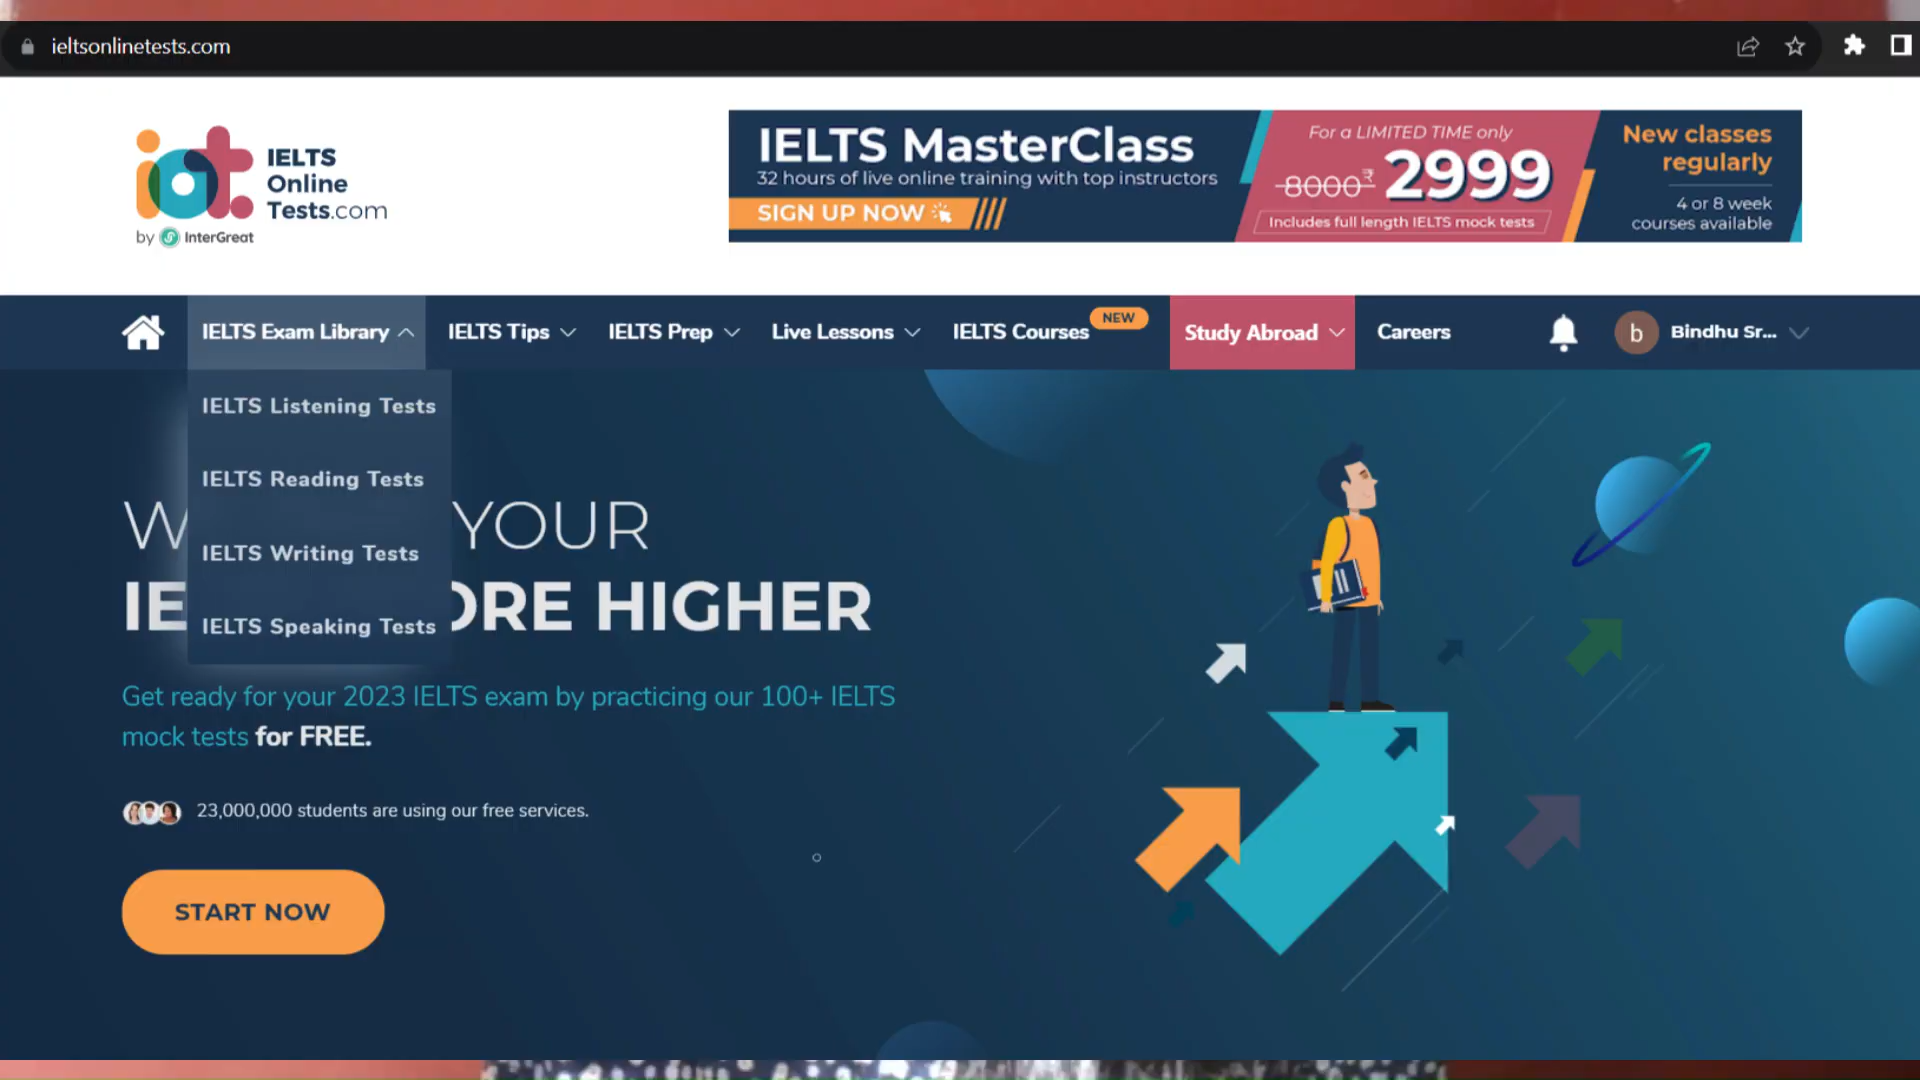 ieltsonlinetests.com
iot
IELTS
Online
Tests.com
by InterGreat
IELTS MasterClass
32 hours of live online training with top instructors
SIGN UP NOW
For a LIMITED TIME only
8000₹ 2999
Includes full length IELTS mock tests
New classes
regularly
4 or 8 week
courses available
IELTS Exam Library
IELTS Tips
IELTS Prep
Live Lessons
IELTS Courses
NEW
Study Abroad
Careers
b
Bindhu Sr...
IELTS Listening Tests
IELTS Reading Tests
IELTS Writing Tests
IELTS Speaking Tests
YOUR
HIGHER
Get ready for your 2023 IELTS exam by practicing our 100+ IELTS
mock tests for FREE.
23,000,000 students are using our free services.
START NOW